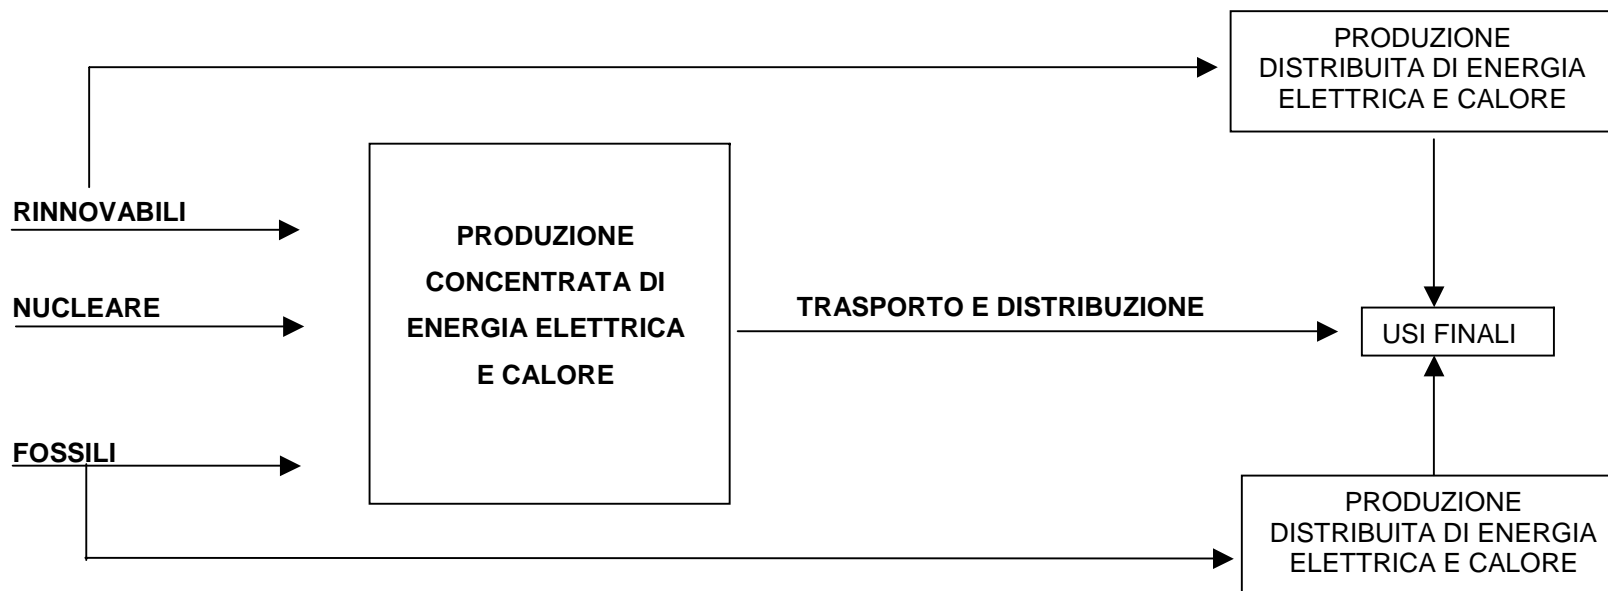 PRODUZIONE
DISTRIBUITA DI ENERGIA
ELETTRICA E CALORE
RINNOVABILI
NUCLEARE
FOSSILI
PRODUZIONE
CONCENTRATA DI
ENERGIA ELETTRICA
E CALORE
TRASPORTO E DISTRIBUZIONE
USI FINALI
PRODUZIONE
DISTRIBUITA DI ENERGIA
ELETTRICA E CALORE